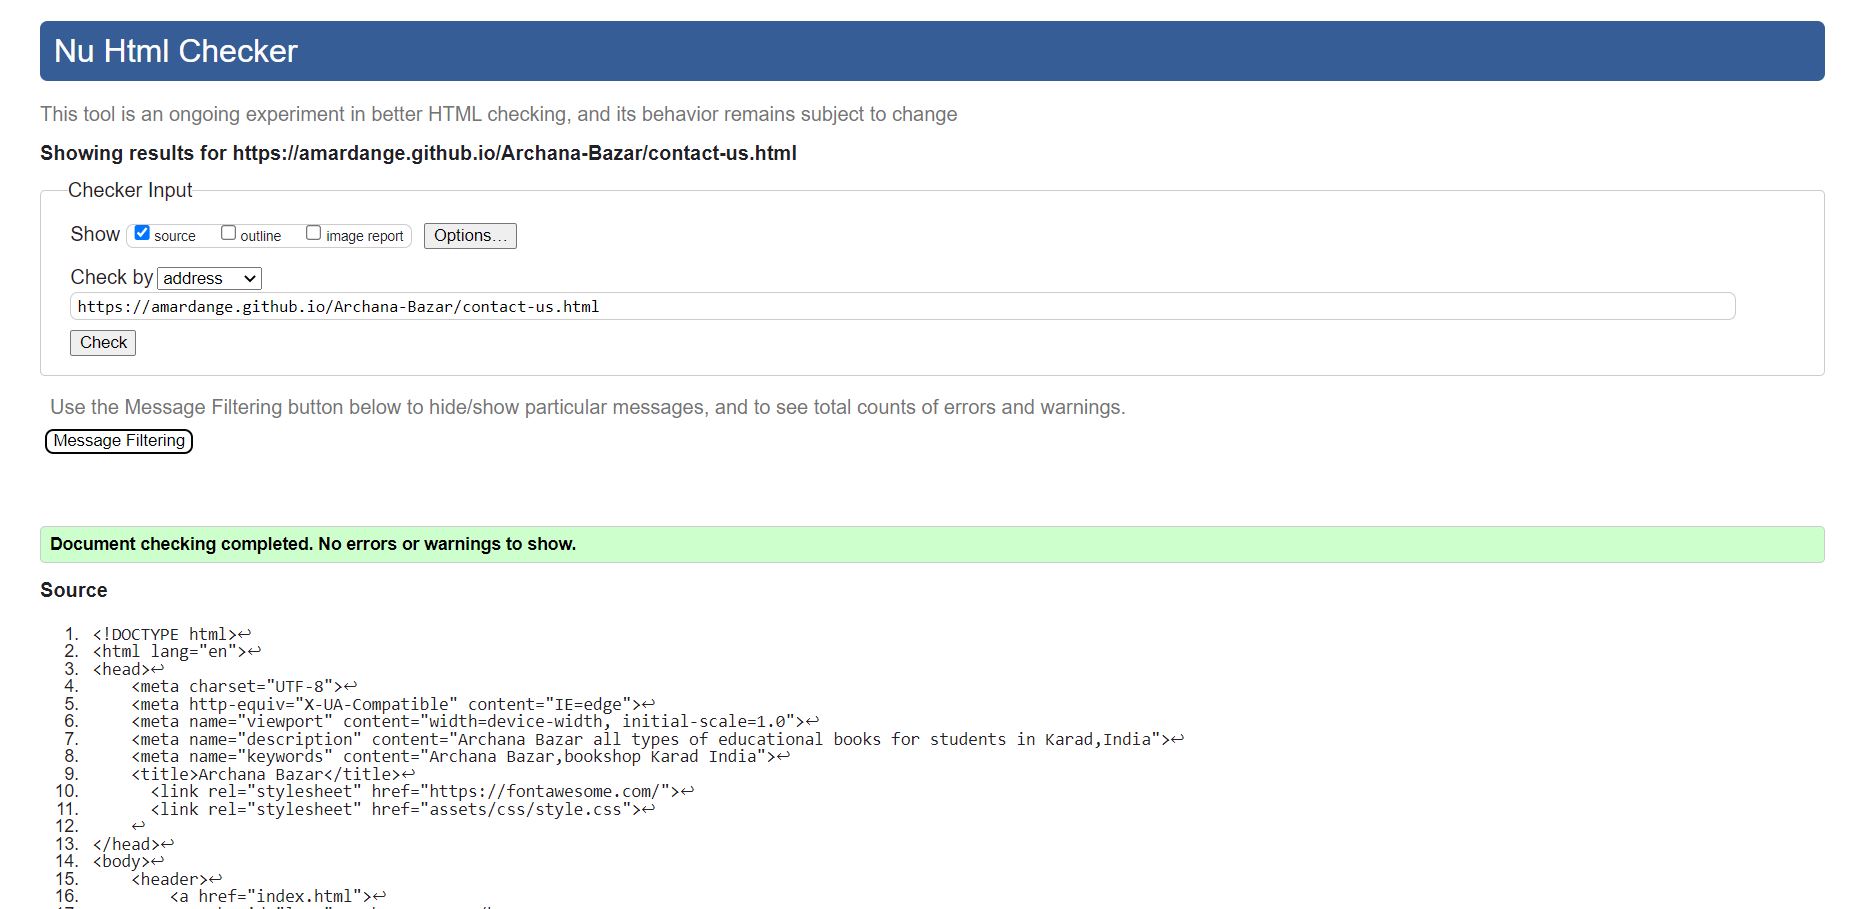 Nu Html Checker
This tool is an ongoing experiment in better HTML checking, and its behavior remains subject to change
Showing results for https://amardange.github.io/Archana-Bazar/contact-us.html
Checker Input
Show source outline image report Options...
Check by address
https://amardange.github.io/Archana-Bazar/contact-us.html
Check
Use the Message Filtering button below to hide/show particular messages, and to see total counts of errors and warnings.
Message Filtering
Document checking completed. No errors or warnings to show.
Source
1. <!DOCTYPE html>↩
2. <html lang="en">↩
3. <head>↩
4. <meta charset="UTF-8">↩
5. <meta http-equiv="X-UA-Compatible" content="IE=edge">↩
6. <meta name="viewport" content="width=device-width, initial-scale=1.0">↩
7. <meta name="description" content="Archana Bazar all types of educational books for students in Karad,India">↩
8. <meta name="keywords" content="Archana Bazar,bookshop Karad India">↩
9. <title>Archana Bazar</title>↩
10. <link rel="stylesheet" href="https://fontawesome.com/">↩
11. <link rel="stylesheet" href="assets/css/style.css">↩
12. ↩
13. </head>↩
14. <body>↩
15. <header>↩
16. <a href="index.html">↩